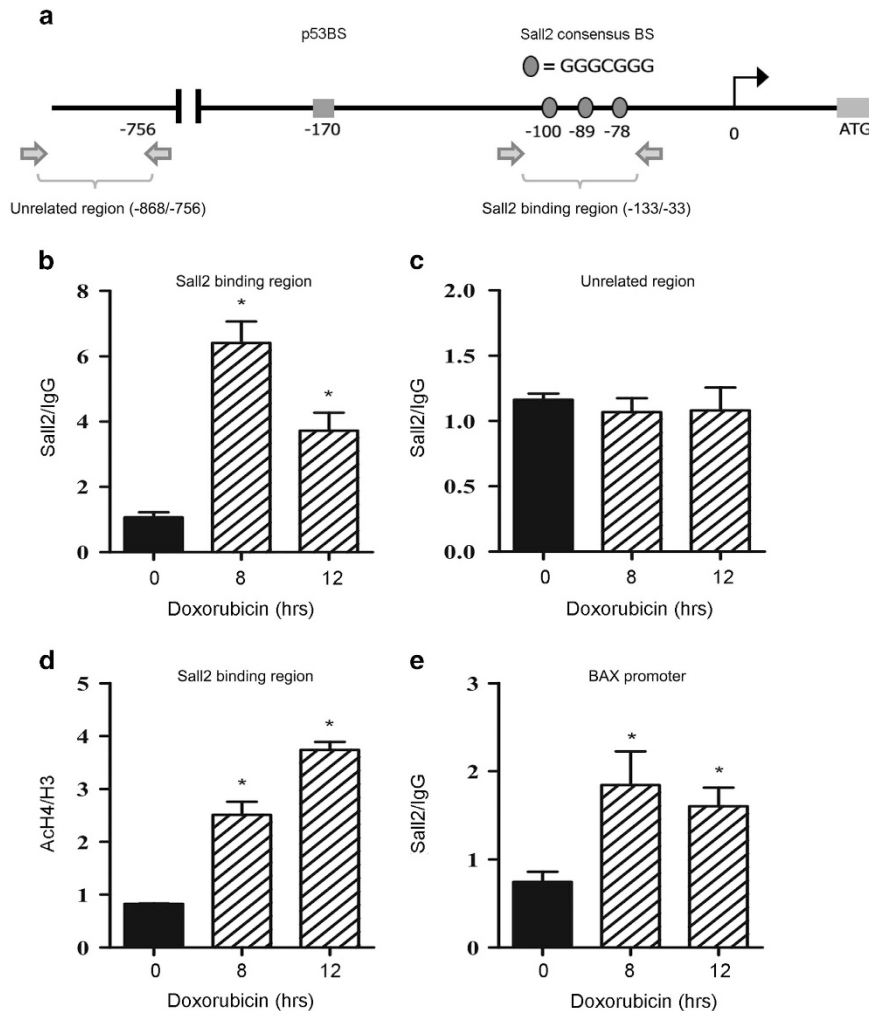 a
p53BS
Sall2 consensus BS
= GGGCGGG
-756
-170
-100
-89
-78
0
ATG
Unrelated region (-868/-756)
Sall2 binding region (-133/-33)
b
Sall2 binding region
Sall2/IgG
8
6
4
2
0
*
*
0 8 12
Doxorubicin (hrs)
c
Unrelated region
Sall2/IgG
2.0
1.5
1.0
0.5
0.0
0 8 12
Doxorubicin (hrs)
d
Sall2 binding region
AcH4/H3
5
4
3
2
1
0
*
*
0 8 12
Doxorubicin (hrs)
e
BAX promoter
Sall2/IgG
3
2
1
0
*
*
0 8 12
Doxorubicin (hrs)